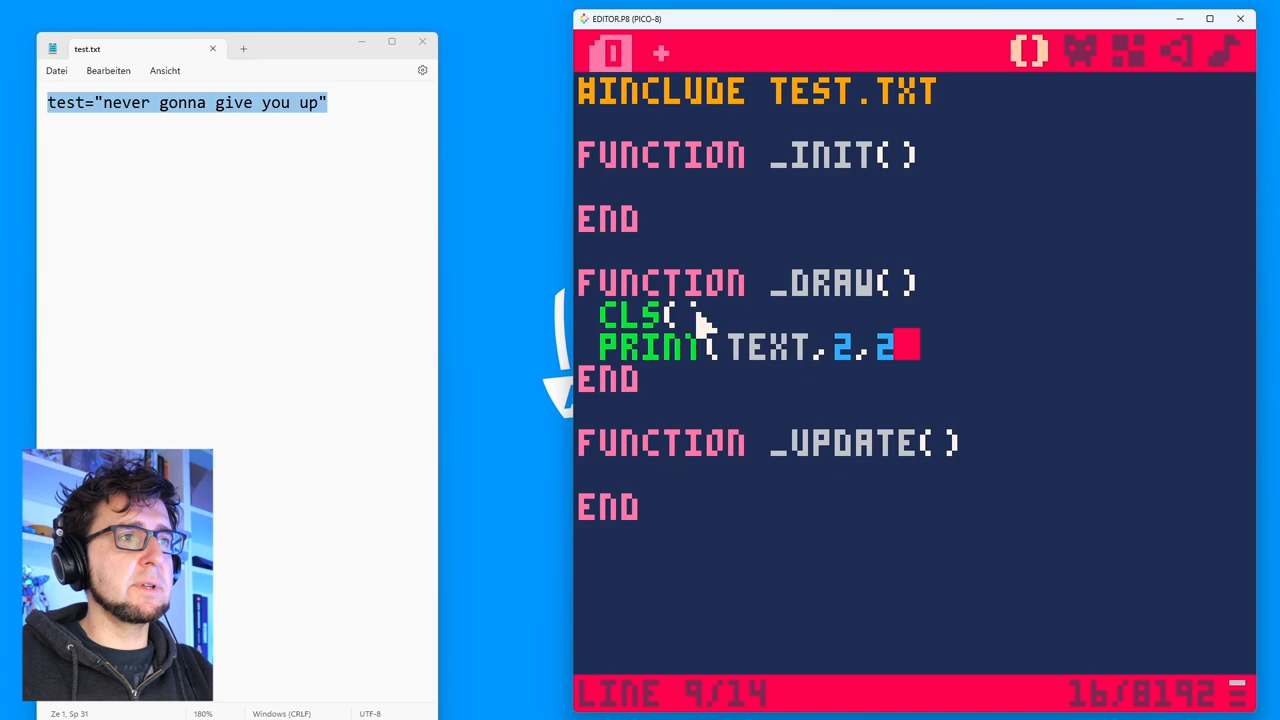 test.txt
Datei Bearbeiten Ansicht
test="never gonna give you up"
Ze 1, Sp 31 180% Windows (CRLF) UTF-8
EDITOR.P8 (PICO-8)
0 +
#INCLUDE TEST.TXT
FUNCTION _INIT()
END
FUNCTION _DRAW()
CLS()
PRINT(TEXT,2,2
END
FUNCTION _UPDATE()
END
LINE 9/14 16/8192